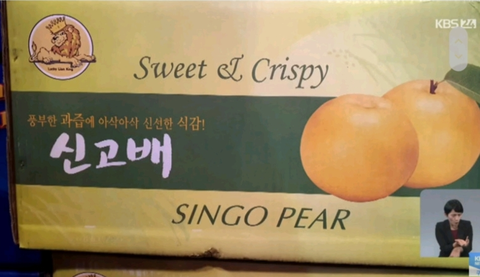 KBS 2
Sweet & Crispy
풍부한 과즙에 아삭아삭 신선한 식감!
신고배
SINGO PEAR